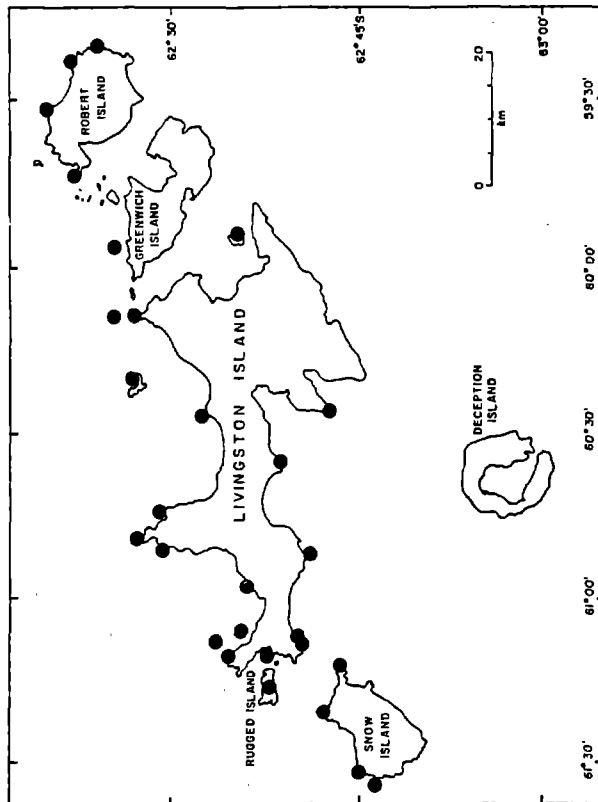 62°30'
62°45'S
63°00'
ROBERT
ISLAND
GREENWICH
ISLAND
LIVINGSTON ISLAND
DECEPTION
ISLAND
RUGGED ISLAND
SNOW
ISLAND
0 20
km
59°30'
60°00'
60°30'
61°00'
61°30'